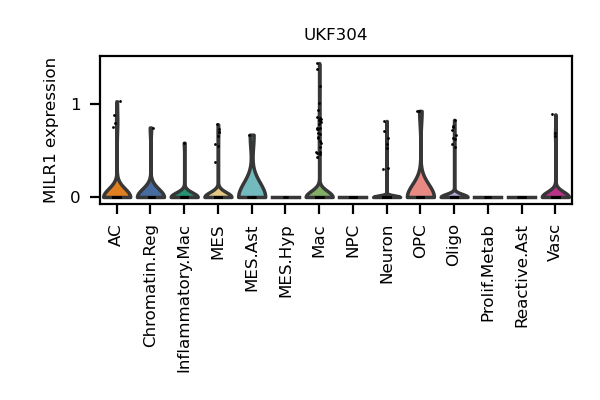 UKF304
MILR1 expression
1
0
AC
Chromatin.Reg
Inflammatory.Mac
MES
MES.Ast
MES.Hyp
Mac
NPC
Neuron
OPC
Oligo
Prolif.Metab
Reactive.Ast
Vasc